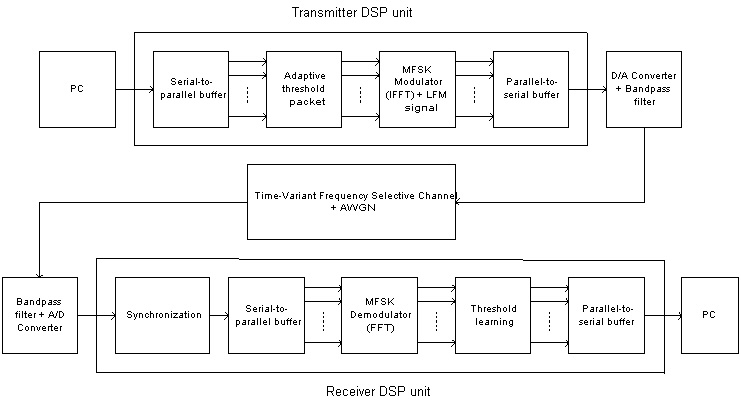 Transmitter DSP unit
PC
Serial-to-
parallel buffer
Adaptive
threshold
packet
MFSK
Modulator
(IFFT) + LFM
signal
Parallel-to-
serial buffer
D/A Converter
+ Bandpass
filter
Time-Variant Frequency Selective Channel
+ AWGN
Bandpass
filter + A/D
Converter
Synchronization
Serial-to-
parallel buffer
MFSK
Demodulator
(FFT)
Threshold
learning
Parallel-to-
serial buffer
PC
Receiver DSP unit